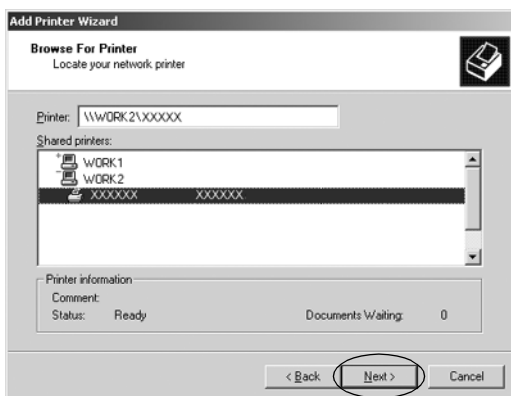 Add Printer Wizard
Browse For Printer
Locate your network printer
Printer: \\WORK2\XXXXX
Shared printers:
WORK1
WORK2
XXXXXX XXXXXX
Printer information
Comment:
Status: Ready Documents Waiting: 0
< Back Next > Cancel